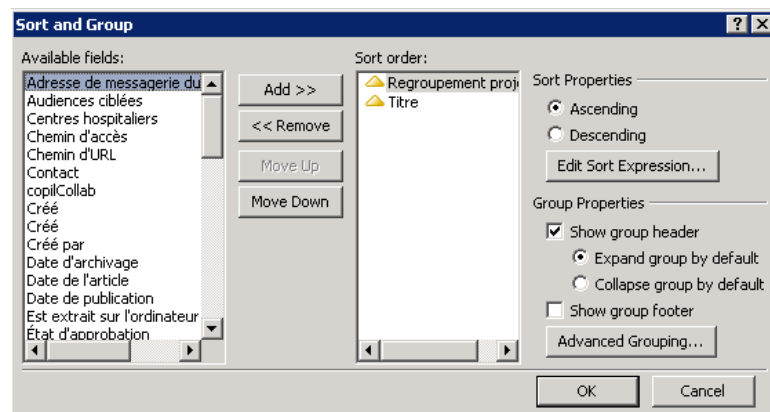 Sort and Group
Available fields:
Adresse de messagerie du
Audiences ciblées
Centres hospitaliers
Chemin d'accès
Chemin d'URL
Contact
copilCollab
Créé
Créé
Créé par
Date d'archivage
Date de l'article
Date de publication
Est extrait sur l'ordinateur
État d'approbation
Add >>
<< Remove
Move Up
Move Down
Sort order:
Regroupement proj
Titre
Sort Properties
Ascending
Descending
Edit Sort Expression...
Group Properties
Show group header
Expand group by default
Collapse group by default
Show group footer
Advanced Grouping...
OK
Cancel